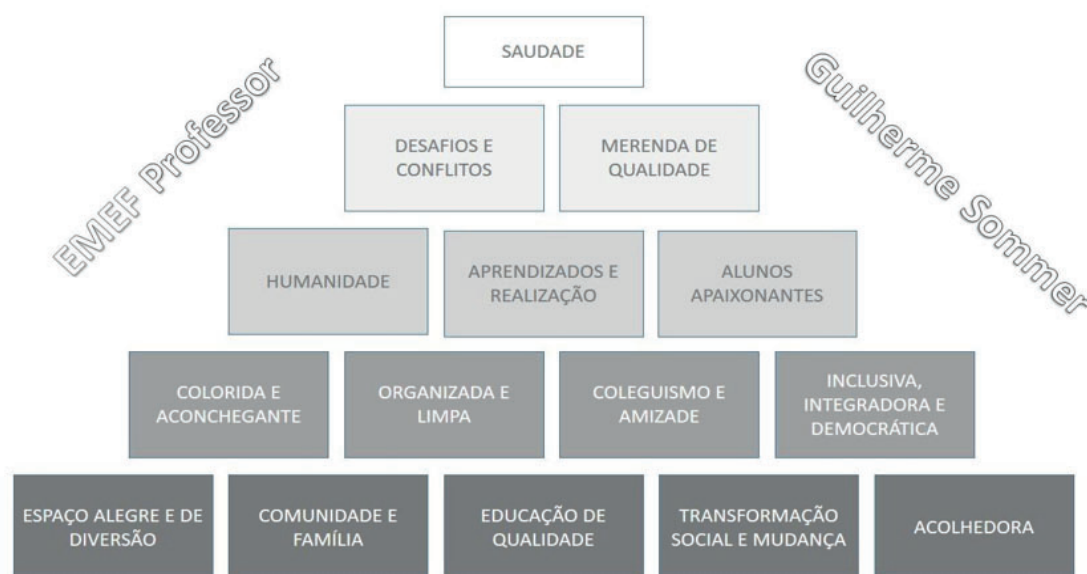 SAUDADE
EMEF Professor
Guilherme Sommer
DESAFIOS E
CONFLITOS
MERENDA DE
QUALIDADE
HUMANIDADE
APRENDIZADOS E
REALIZAÇÃO
ALUNOS
APAIXONANTES
COLORIDA E
ACONCHEGANTE
ORGANIZADA E
LIMPA
COLEGUISMO E
AMIZADE
INCLUSIVA,
INTEGRADORA E
DEMOCRÁTICA
ESPAÇO ALEGRE E DE
DIVERSÃO
COMUNIDADE E
FAMÍLIA
EDUCAÇÃO DE
QUALIDADE
TRANSFORMAÇÃO
SOCIAL E MUDANÇA
ACOLHEDORA